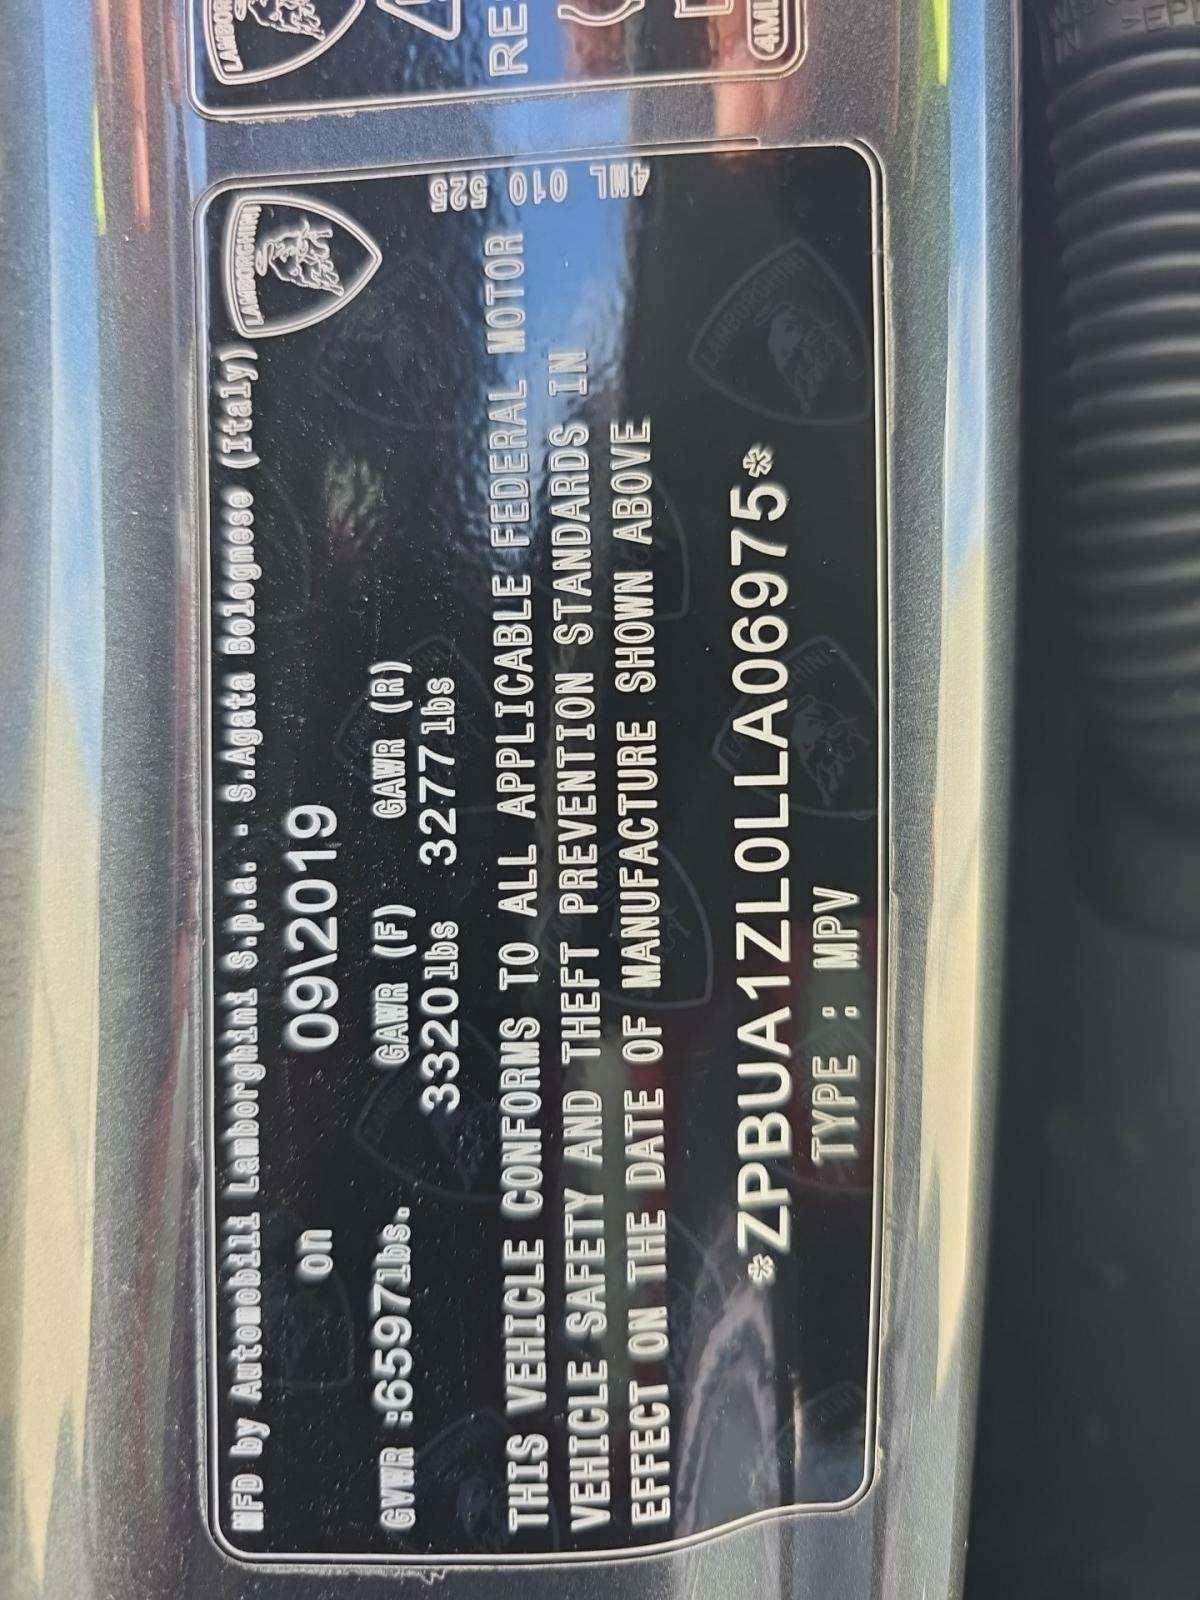 MFD by Automobili Lamborghini S.p.a. - S.Agata Bolognese (Italy)
LAMBORGHINI
on 09\2019
GVWR :6597lbs. GAWR (F) GAWR (R)
3320lbs 3277lbs
4ML 010 525
THIS VEHICLE CONFORMS TO ALL APPLICABLE FEDERAL MOTOR
VEHICLE SAFETY AND THEFT PREVENTION STANDARDS IN
EFFECT ON THE DATE OF MANUFACTURE SHOWN ABOVE
*ZPBUA1ZL0LLA06975*
TYPE : MPV